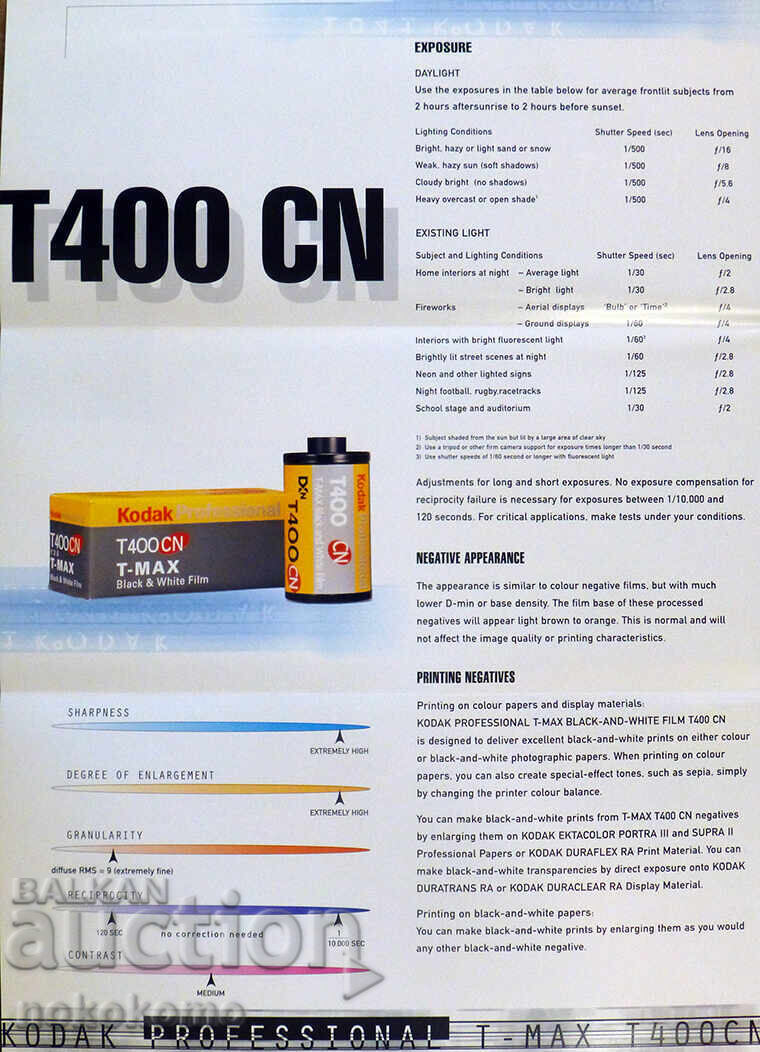 T400 CN
Kodak Professional
T400CN
T-MAX
Black & White Film
T400CN
T-MAX
Black & White Film
Kodak Professional
T400 CN
T-MAX Black and White Film
DXN T400CN
SHARPNESS
EXTREMELY HIGH
DEGREE OF ENLARGEMENT
EXTREMELY HIGH
GRANULARITY
diffuse RMS = 9 (extremely fine)
RECIPROCITY
120 SEC
no correction needed
1
10.000 SEC
CONTRAST
MEDIUM
EXPOSURE
DAYLIGHT
Use the exposures in the table below for average frontlit subjects from
2 hours aftersunrise to 2 hours before sunset.
Lighting Conditions Shutter Speed (sec) Lens Opening
Bright, hazy or light sand or snow 1/500 ƒ/16
Weak, hazy sun (soft shadows) 1/500 ƒ/8
Cloudy bright (no shadows) 1/500 ƒ/5.6
Heavy overcast or open shade¹ 1/500 ƒ/4
EXISTING LIGHT
Subject and Lighting Conditions Shutter Speed (sec) Lens Opening
Home interiors at night – Average light 1/30 ƒ/2
– Bright light 1/30 ƒ/2.8
Fireworks – Aerial displays 'Bulb' or 'Time'² ƒ/4
– Ground displays 1/60 ƒ/4
Interiors with bright fluorescent light 1/60³ ƒ/4
Brightly lit street scenes at night 1/60 ƒ/2.8
Neon and other lighted signs 1/125 ƒ/2.8
Night football, rugby,racetracks 1/125 ƒ/2.8
School stage and auditorium 1/30 ƒ/2
1) Subject shaded from the sun but lit by a large area of clear sky
2) Use a tripod or other firm camera support for exposure times longer than 1/30 second
3) Use shutter speeds of 1/60 second or longer with fluorescent light
Adjustments for long and short exposures. No exposure compensation for
reciprocity failure is necessary for exposures between 1/10.000 and
120 seconds. For critical applications, make tests under your conditions.
NEGATIVE APPEARANCE
The appearance is similar to colour negative films, but with much
lower D-min or base density. The film base of these processed
negatives will appear light brown to orange. This is normal and will
not affect the image quality or printing characteristics.
PRINTING NEGATIVES
Printing on colour papers and display materials:
KODAK PROFESSIONAL T-MAX BLACK-AND-WHITE FILM T400 CN
is designed to deliver excellent black-and-white prints on either colour
or black-and-white photographic papers. When printing on colour
papers, you can also create special-effect tones, such as sepia, simply
by changing the printer colour balance.
You can make black-and-white prints from T-MAX T400 CN negatives
by enlarging them on KODAK EKTACOLOR PORTRA III and SUPRA II
Professional Papers or KODAK DURAFLEX RA Print Material. You can
make black-and-white transparencies by direct exposure onto KODAK
DURATRANS RA or KODAK DURACLEAR RA Display Material.
Printing on black-and-white papers:
You can make black-and-white prints by enlarging them as you would
any other black-and-white negative.
BALKAN
auction
nokokomo
KODAK PROFESSIONAL T-MAX T400CN